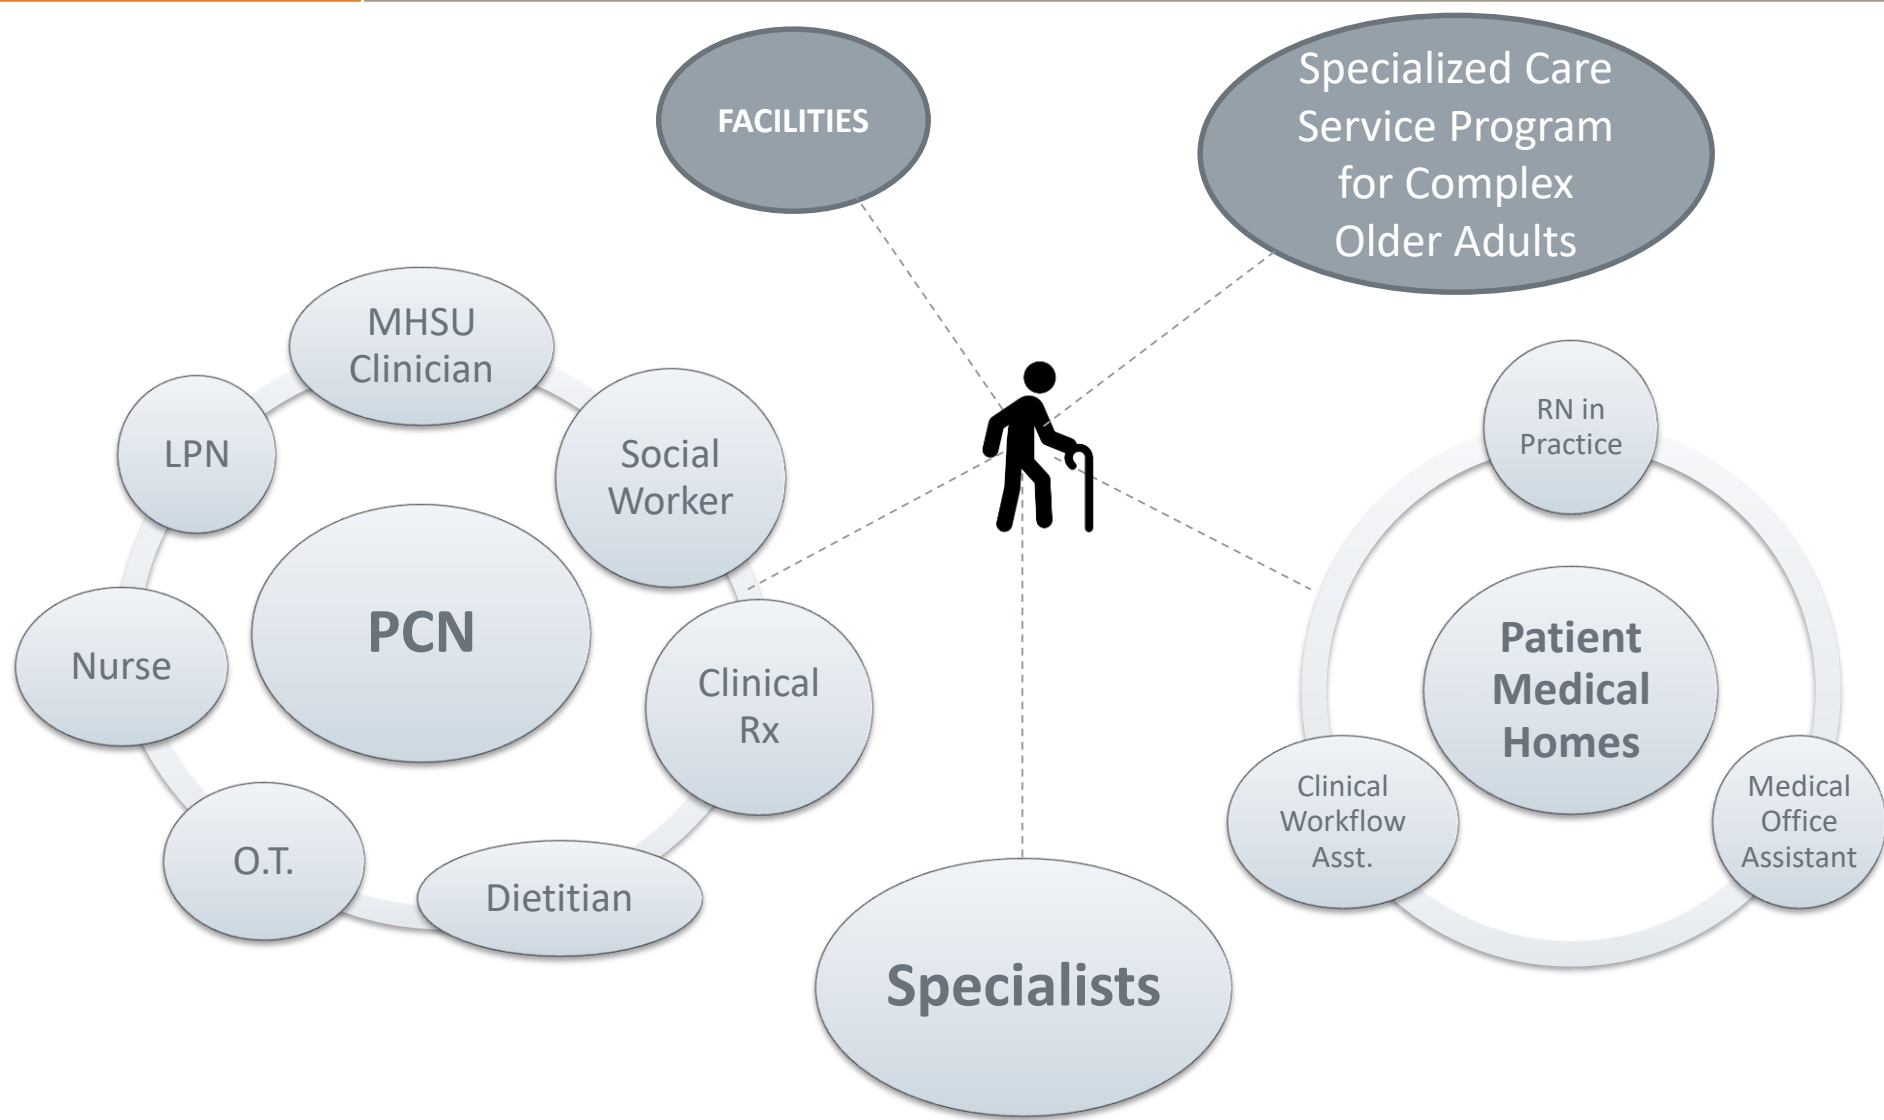 FACILITIES
Specialized Care
Service Program
for Complex
Older Adults
MHSU
Clinician
LPN
Social
Worker
PCN
Nurse
Clinical
Rx
O.T.
Dietitian
RN in
Practice
Patient
Medical
Homes
Clinical
Workflow
Asst.
Medical
Office
Assistant
Specialists